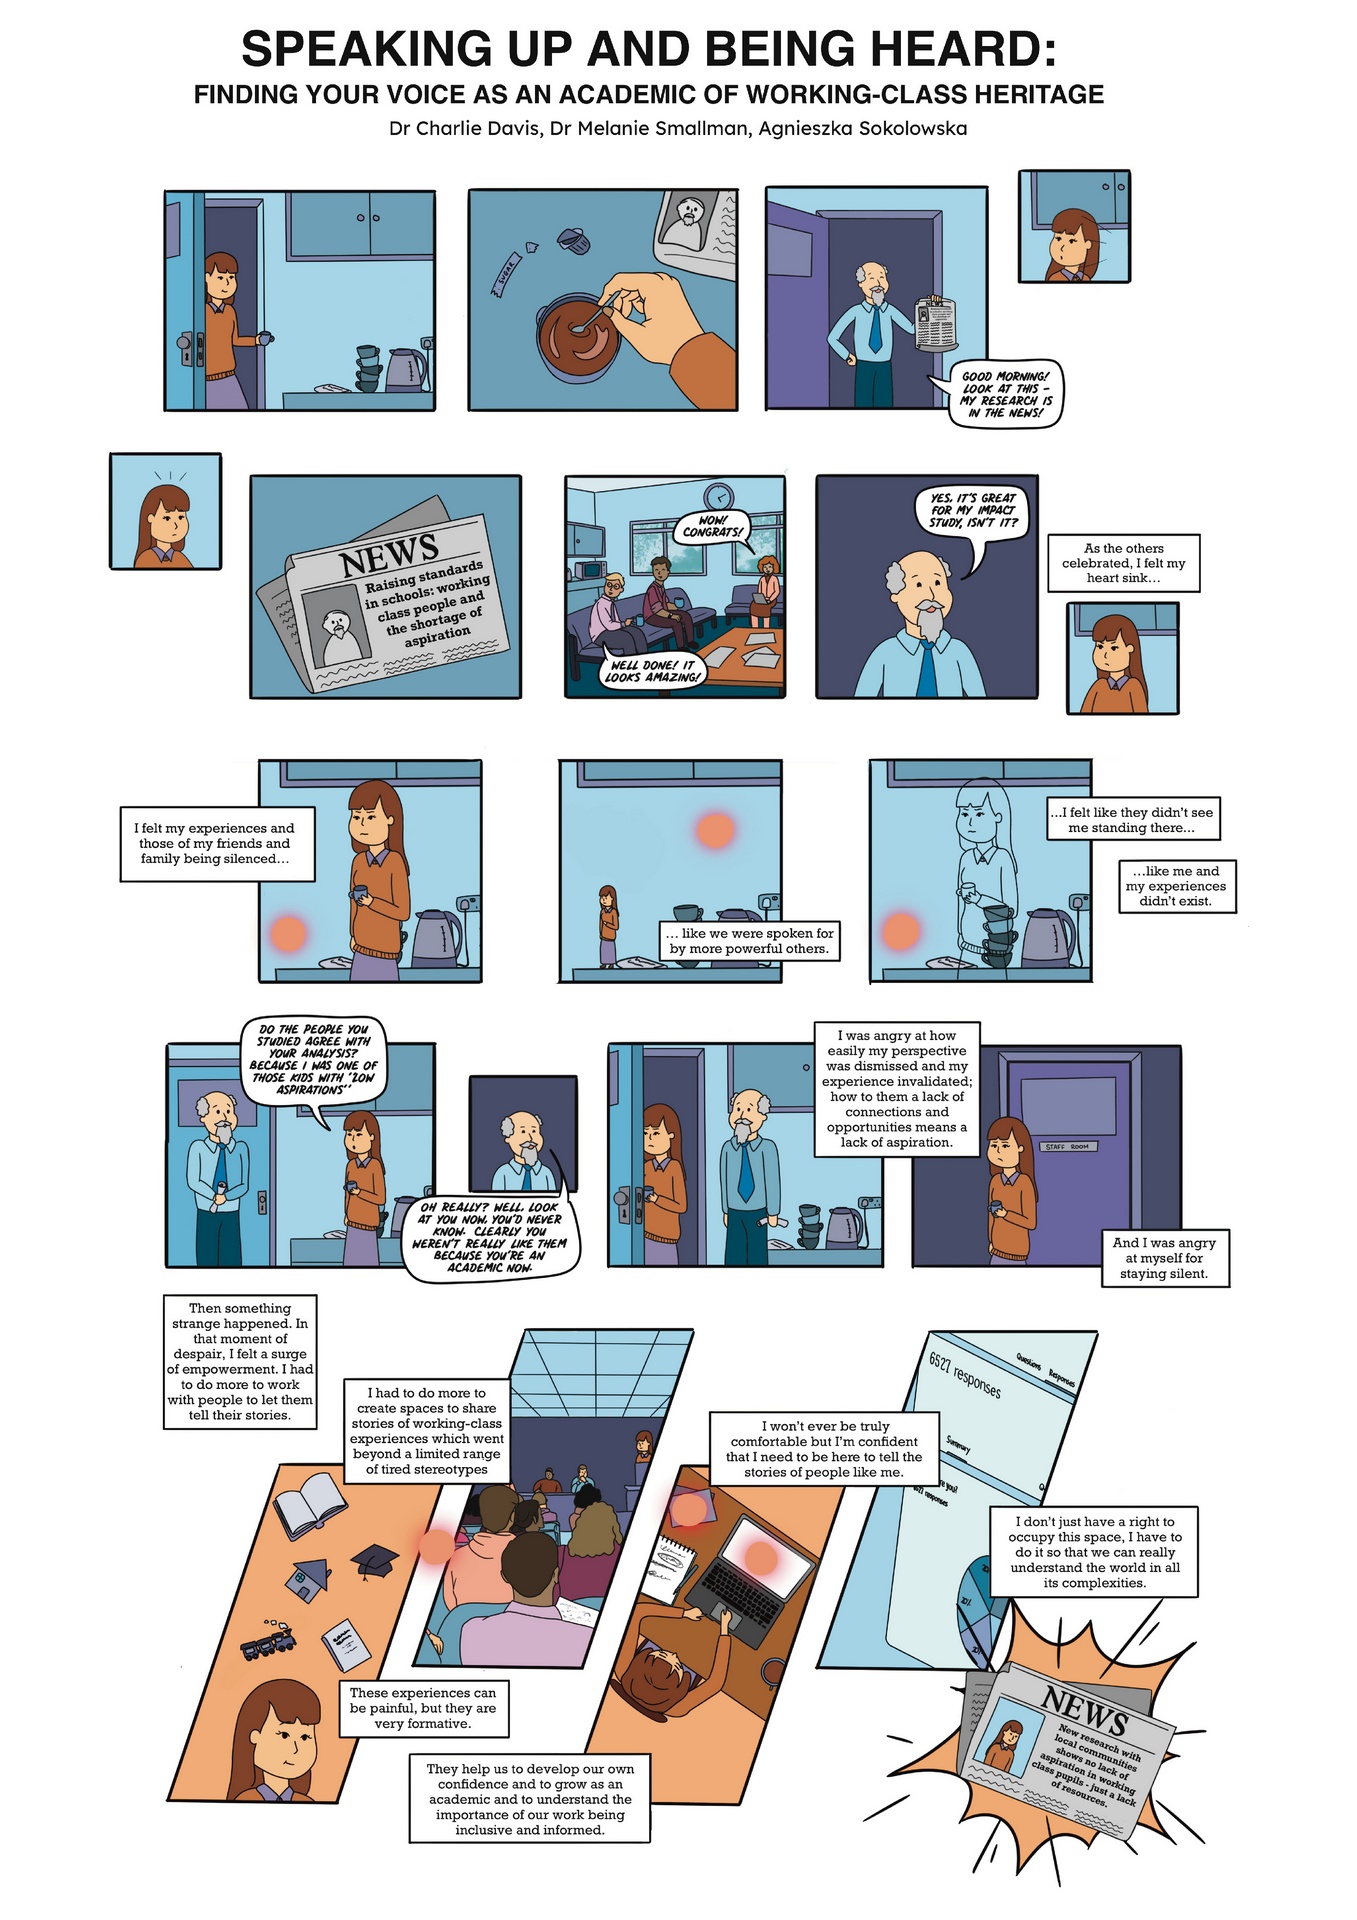 SPEAKING UP AND BEING HEARD:
FINDING YOUR VOICE AS AN ACADEMIC OF WORKING-CLASS HERITAGE
Dr Charlie Davis, Dr Melanie Smallman, Agnieszka Sokolowska
SUGAR
GOOD MORNING!
LOOK AT THIS -
MY RESEARCH IS
IN THE NEWS!
NEWS
Raising standards
in schools: working
class people and
the shortage of
aspiration
WOW!
CONGRATS!
WELL DONE! IT
LOOKS AMAZING!
YES, IT'S GREAT
FOR MY IMPACT
STUDY, ISN'T IT?
As the others
celebrated, I felt my
heart sink...
I felt my experiences and
those of my friends and
family being silenced...
... like we were spoken for
by more powerful others.
...I felt like they didn't see
me standing there...
...like me and
my experiences
didn't exist.
DO THE PEOPLE YOU
STUDIED AGREE WITH
YOUR ANALYSIS?
BECAUSE I WAS ONE OF
THOSE KIDS WITH 'LOW
ASPIRATIONS''
OH REALLY? WELL, LOOK
AT YOU NOW, YOU'D NEVER
KNOW. CLEARLY YOU
WEREN'T REALLY LIKE THEM
BECAUSE YOU'RE AN
ACADEMIC NOW.
I was angry at how
easily my perspective
was dismissed and my
experience invalidated;
how to them a lack of
connections and
opportunities means a
lack of aspiration.
STAFF ROOM
And I was angry
at myself for
staying silent.
Then something
strange happened. In
that moment of
despair, I felt a surge
of empowerment. I had
to do more to work
with people to let them
tell their stories.
I had to do more to
create spaces to share
stories of working-class
experiences which went
beyond a limited range
of tired stereotypes
I won't ever be truly
comfortable but I'm confident
that I need to be here to tell the
stories of people like me.
6527 responses
Questions
Responses
Summary
re you?
6527 responses
I don't just have a right to
occupy this space, I have to
do it so that we can really
understand the world in all
its complexities.
These experiences can
be painful, but they are
very formative.
They help us to develop our own
confidence and to grow as an
academic and to understand the
importance of our work being
inclusive and informed.
NEWS
New research with
local communities
shows no lack of
aspiration in working
class pupils - just a lack
of resources.